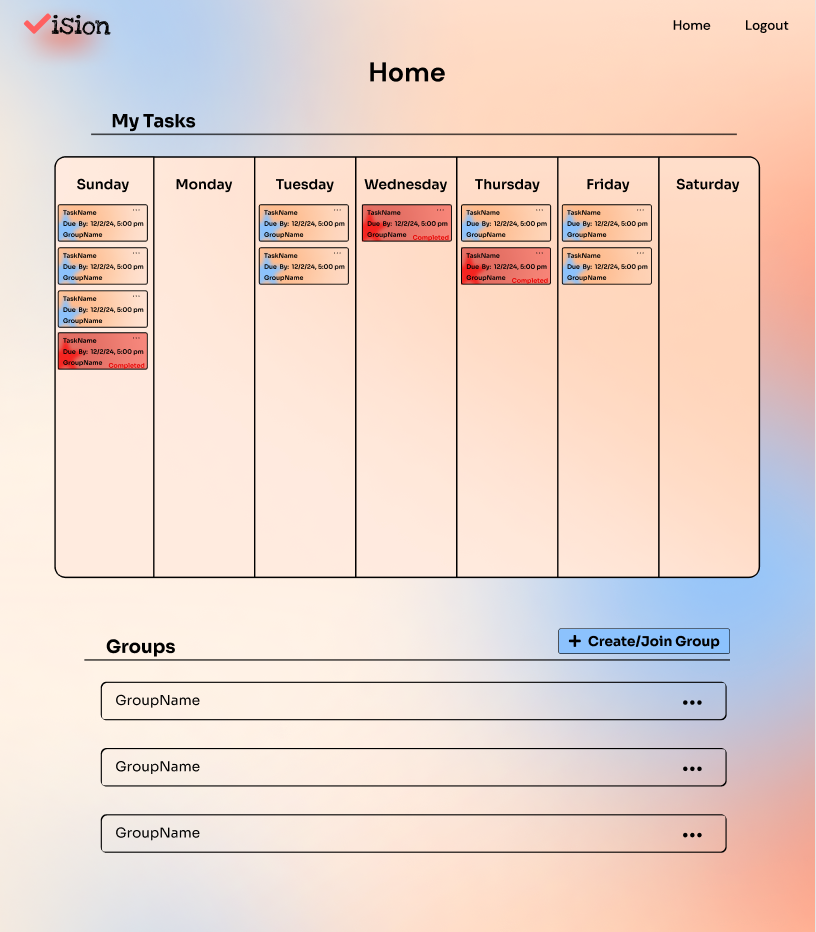 ision
Home
Logout
Home
My Tasks
Sunday
Monday
Tuesday
Wednesday
Thursday
Friday
Saturday
TaskName
Due By: 12/2/24, 5:00 pm
GroupName
TaskName
Due By: 12/2/24, 5:00 pm
GroupName
TaskName
Due By: 12/2/24, 5:00 pm
GroupName
TaskName
Due By: 12/2/24, 5:00 pm
GroupName Completed
TaskName
Due By: 12/2/24, 5:00 pm
GroupName
TaskName
Due By: 12/2/24, 5:00 pm
GroupName
TaskName
Due By: 12/2/24, 5:00 pm
GroupName Completed
TaskName
Due By: 12/2/24, 5:00 pm
GroupName
TaskName
Due By: 12/2/24, 5:00 pm
GroupName Completed
TaskName
Due By: 12/2/24, 5:00 pm
GroupName
TaskName
Due By: 12/2/24, 5:00 pm
GroupName
Groups
+ Create/Join Group
GroupName
GroupName
GroupName